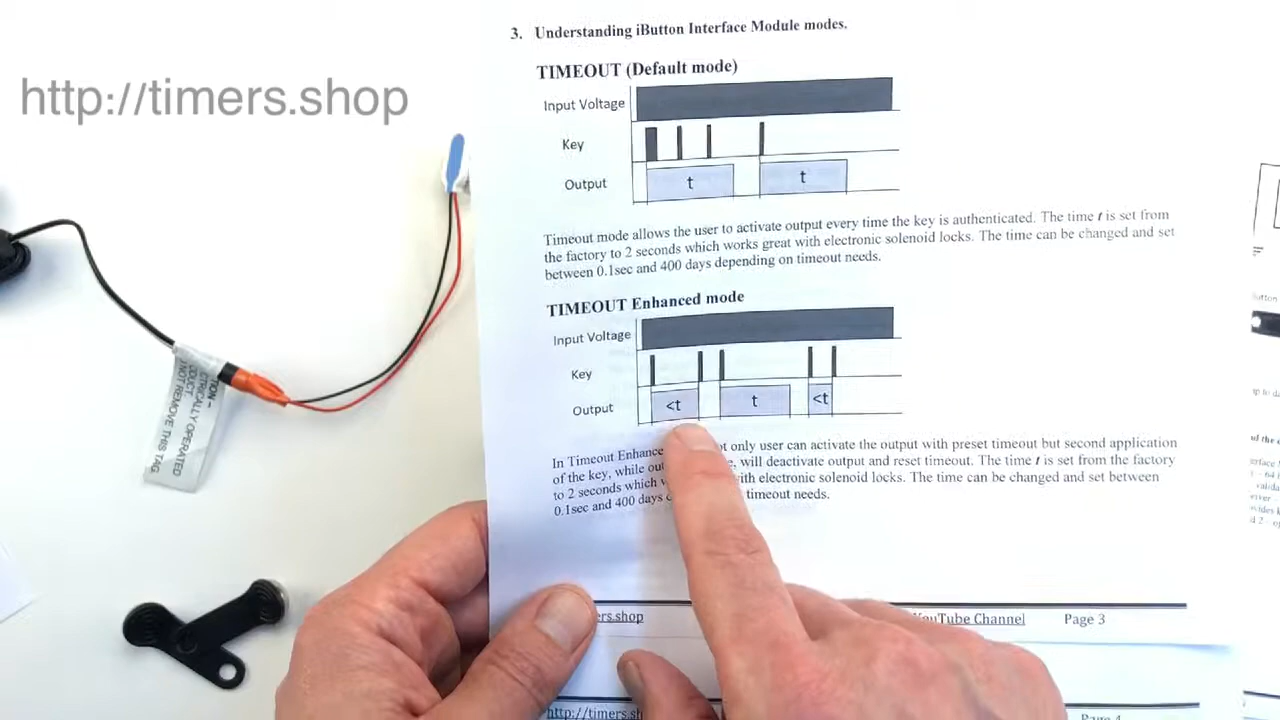 http://timers.shop
3. Understanding iButton Interface Module modes.
TIMEOUT (Default mode)
Input Voltage
Key
Output
t
t
Timeout mode allows the user to activate output every time the key is authenticated. The time t is set from
the factory to 2 seconds which works great with electronic solenoid locks. The time can be changed and set
between 0.1sec and 400 days depending on timeout needs.
TIMEOUT Enhanced mode
Input Voltage
Key
Output
<t
t
<t
In Timeout Enhance only user can activate the output with preset timeout but second application
of the key, while will deactivate output and reset timeout. The time t is set from the factory
to 2 seconds which with electronic solenoid locks. The time can be changed and set between
0.1sec and 400 days timeout needs.
ers.shop
YouTube Channel
Page 3
http://timers.sh
Page 4
NOT REMOVE THIS TAG